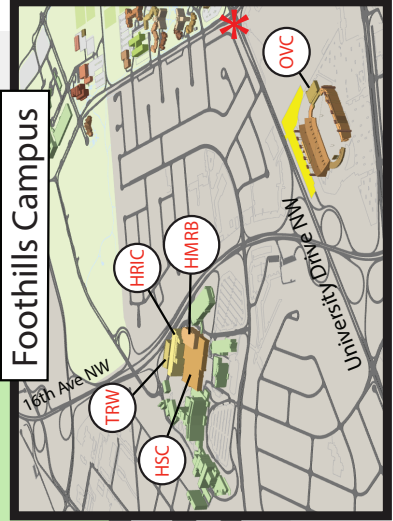 Foothills Campus
16th Ave NW
TRW
HRIC
HMRB
HSC
OVC
University Drive NW